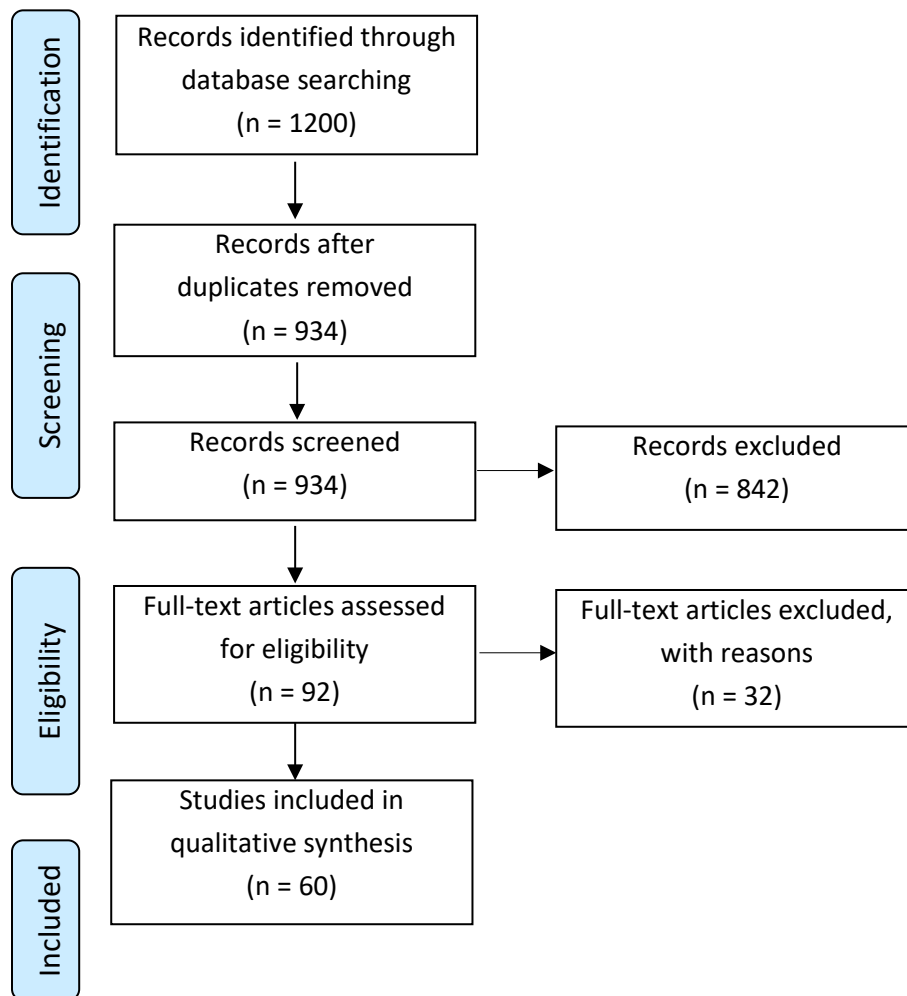 Identification
Records identified through
database searching
(n = 1200)
Records after
duplicates removed
(n = 934)
Screening
Records screened
(n = 934)
Records excluded
(n = 842)
Eligibility
Full-text articles assessed
for eligibility
(n = 92)
Full-text articles excluded,
with reasons
(n = 32)
Included
Studies included in
qualitative synthesis
(n = 60)